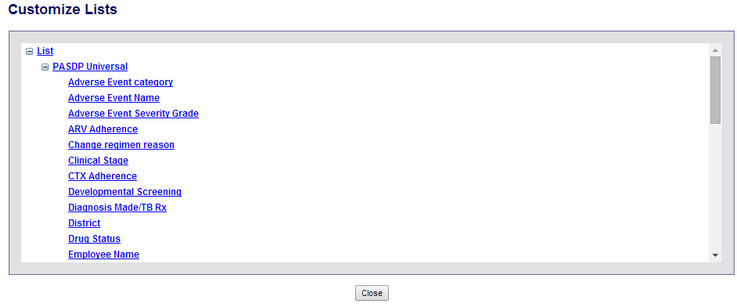 Customize Lists
List
PASDP Universal
Adverse Event category
Adverse Event Name
Adverse Event Severity Grade
ARV Adherence
Change regimen reason
Clinical Stage
CTX Adherence
Developmental Screening
Diagnosis Made/TB Rx
District
Drug Status
Employee Name
Close